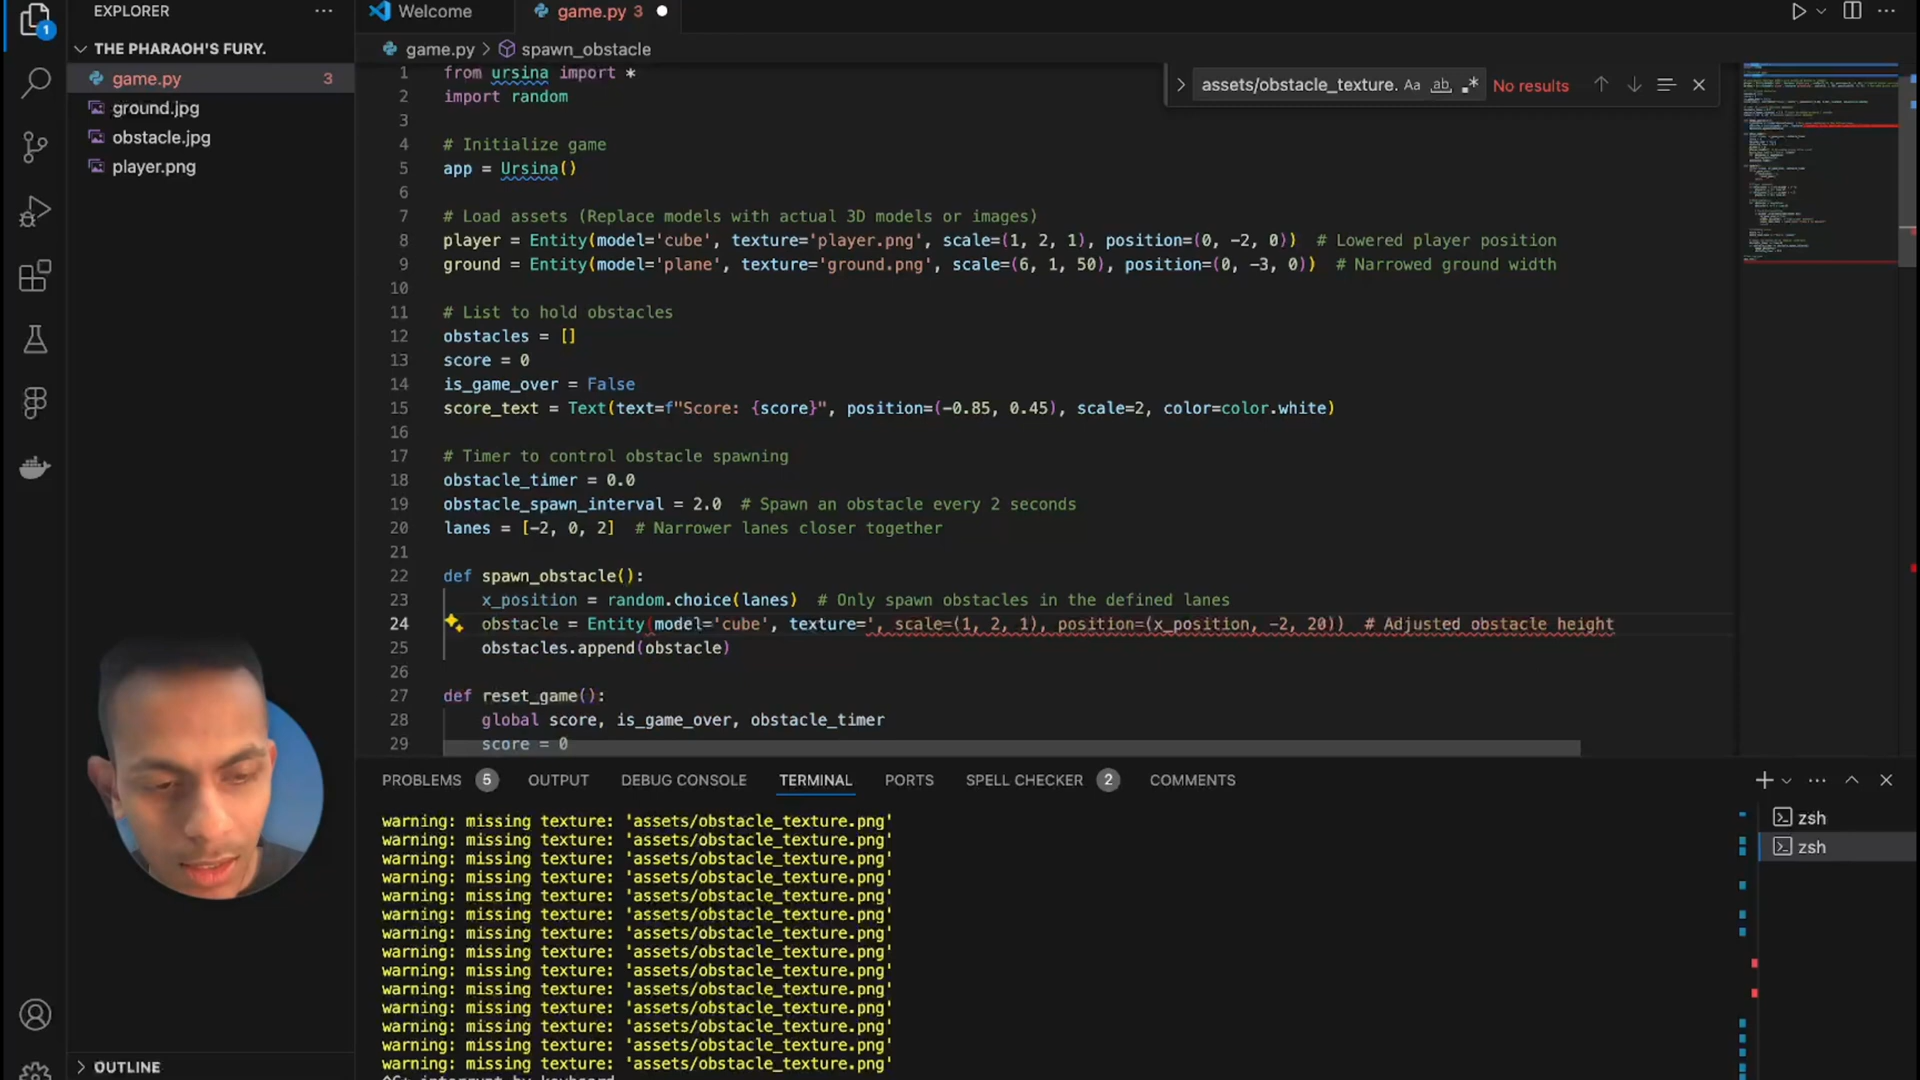 EXPLORER
THE PHARAOH'S FURY.
game.py 3
ground.jpg
obstacle.jpg
player.png
OUTLINE
1
Welcome
game.py 3
game.py > spawn_obstacle
assets/obstacle_texture.
Aa
ab
No results
1 from ursina import *
2 import random
3
4 # Initialize game
5 app = Ursina()
6
7 # Load assets (Replace models with actual 3D models or images)
8 player = Entity(model='cube', texture='player.png', scale=(1, 2, 1), position=(0, -2, 0)) # Lowered player position
9 ground = Entity(model='plane', texture='ground.png', scale=(6, 1, 50), position=(0, -3, 0)) # Narrowed ground width
10
11 # List to hold obstacles
12 obstacles = []
13 score = 0
14 is_game_over = False
15 score_text = Text(text=f"Score: {score}", position=(-0.85, 0.45), scale=2, color=color.white)
16
17 # Timer to control obstacle spawning
18 obstacle_timer = 0.0
19 obstacle_spawn_interval = 2.0 # Spawn an obstacle every 2 seconds
20 lanes = [-2, 0, 2] # Narrower lanes closer together
21
22 def spawn_obstacle():
23 x_position = random.choice(lanes) # Only spawn obstacles in the defined lanes
24 obstacle = Entity(model='cube', texture=', scale=(1, 2, 1), position=(x_position, -2, 20)) # Adjusted obstacle height
25 obstacles.append(obstacle)
26
27 def reset_game():
28 global score, is_game_over, obstacle_timer
29 score = 0
PROBLEMS 5 OUTPUT DEBUG CONSOLE TERMINAL PORTS SPELL CHECKER 2 COMMENTS
warning: missing texture: 'assets/obstacle_texture.png'
warning: missing texture: 'assets/obstacle_texture.png'
warning: missing texture: 'assets/obstacle_texture.png'
warning: missing texture: 'assets/obstacle_texture.png'
warning: missing texture: 'assets/obstacle_texture.png'
warning: missing texture: 'assets/obstacle_texture.png'
warning: missing texture: 'assets/obstacle_texture.png'
warning: missing texture: 'assets/obstacle_texture.png'
warning: missing texture: 'assets/obstacle_texture.png'
warning: missing texture: 'assets/obstacle_texture.png'
warning: missing texture: 'assets/obstacle_texture.png'
warning: missing texture: 'assets/obstacle_texture.png'
warning: missing texture: 'assets/obstacle_texture.png'
warning: missing texture: 'assets/obstacle_texture.png'
zsh
zsh